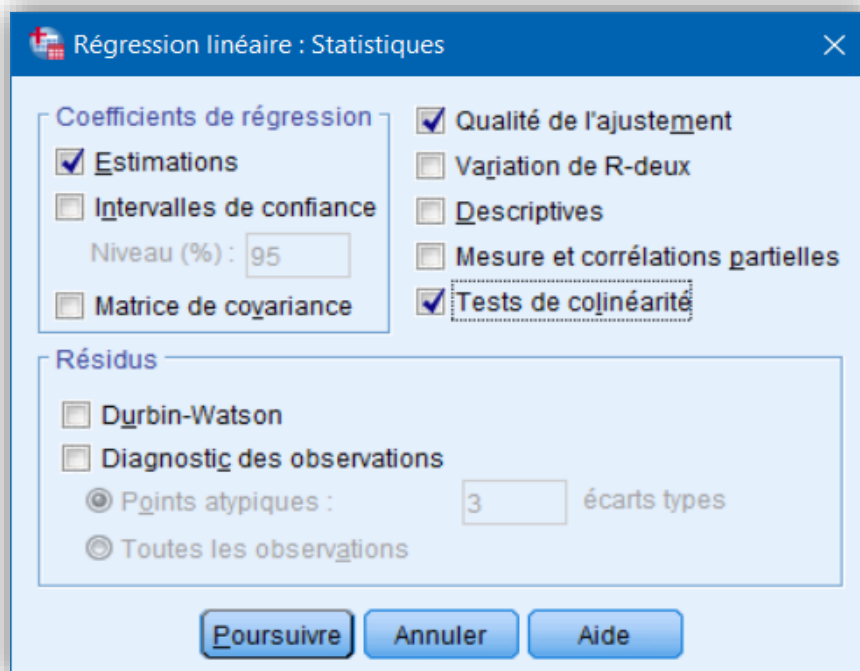 Régression linéaire : Statistiques
Coefficients de régression
Estimations
Intervalles de confiance
Niveau (%) : 95
Matrice de covariance
Qualité de l'ajustement
Variation de R-deux
Descriptives
Mesure et corrélations partielles
Tests de colinéarité
Résidus
Durbin-Watson
Diagnostic des observations
Points atypiques : 3 écarts types
Toutes les observations
Poursuivre Annuler Aide